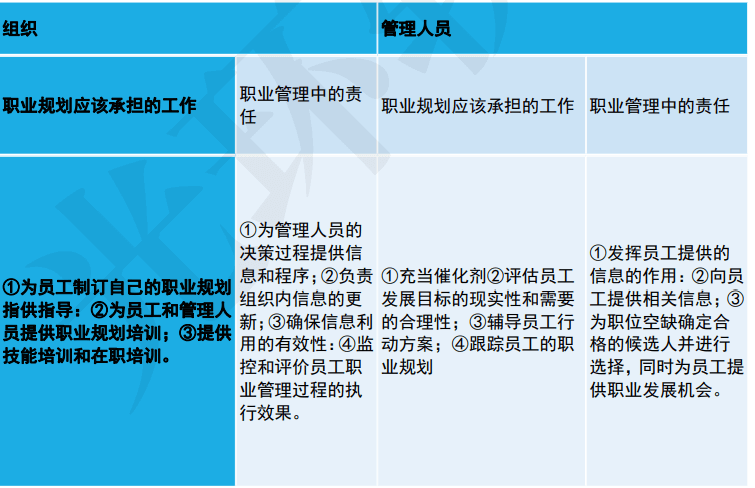 组织
管理人员
职业规划应该承担的工作
职业管理中的责
任
职业规划应该承担的工作
职业管理中的责任
①为员工制订自己的职业规划
指供指导：②为员工和管理人
员提供职业规划培训；③提供
技能培训和在职培训。
①为管理人员的
决策过程提供信
息和程序；②负责
组织内信息的更
新；③确保信息利
用的有效性：④监
控和评价员工职
业管理过程的执
行效果。
①充当催化剂②评估员工
发展目标的现实性和需要
的合理性；③辅导员工行
动方案；④跟踪员工的职
业规划
①发挥员工提供的
信息的作用：②向员
工提供相关信息；③
为职位空缺确定合
格的候选人并进行
选择，同时为员工提
供职业发展机会。